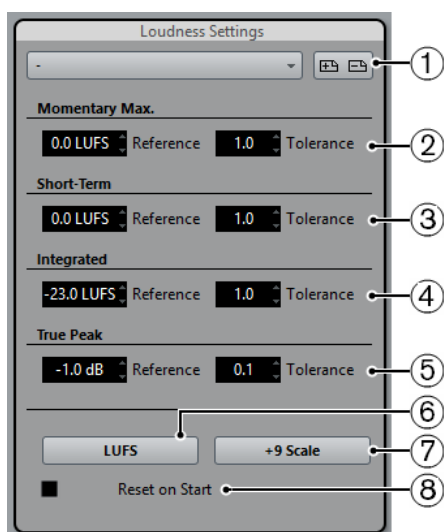 Loudness Settings
-
①
Momentary Max.
0.0 LUFS Reference 1.0 Tolerance ②
Short-Term
0.0 LUFS Reference 1.0 Tolerance ③
Integrated
-23.0 LUFS Reference 1.0 Tolerance ④
True Peak
-1.0 dB Reference 0.1 Tolerance ⑤
⑥
LUFS +9 Scale ⑦
Reset on Start ⑧